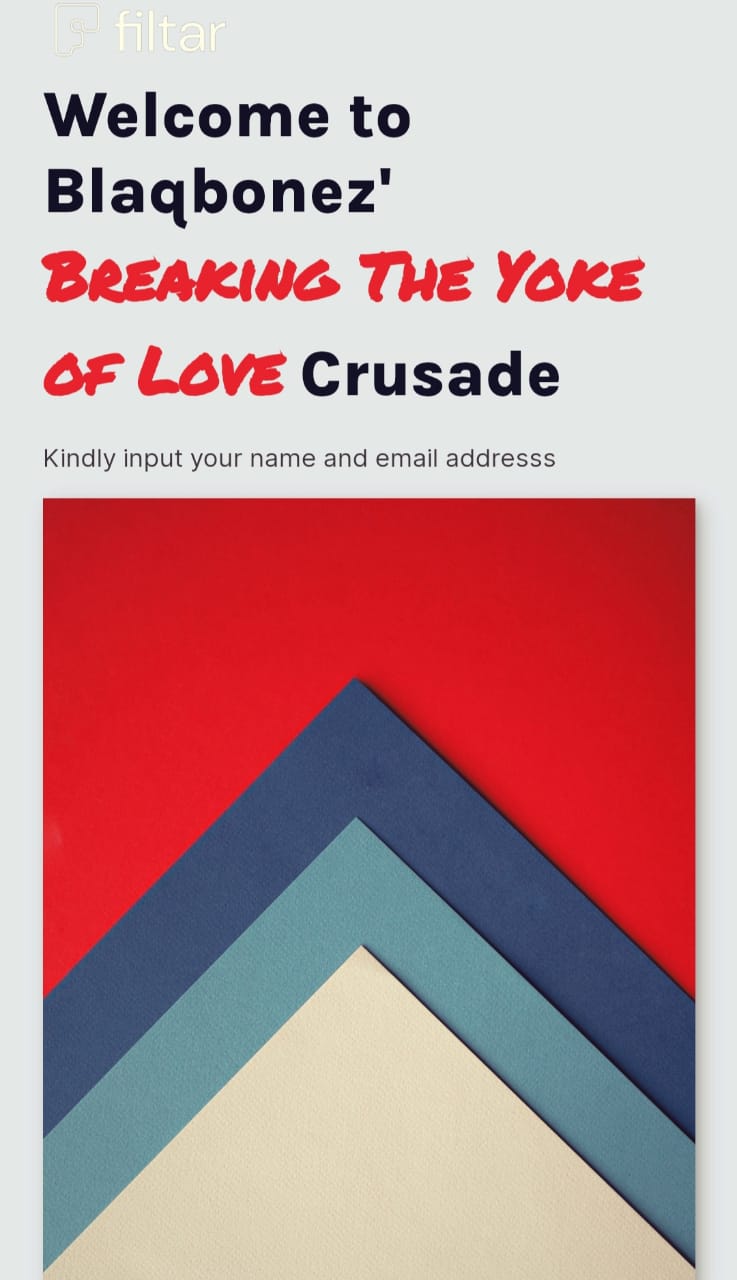 filtar
Welcome to
Blaqbonez'
Breaking The Yoke
of Love Crusade
Kindly input your name and email addresss